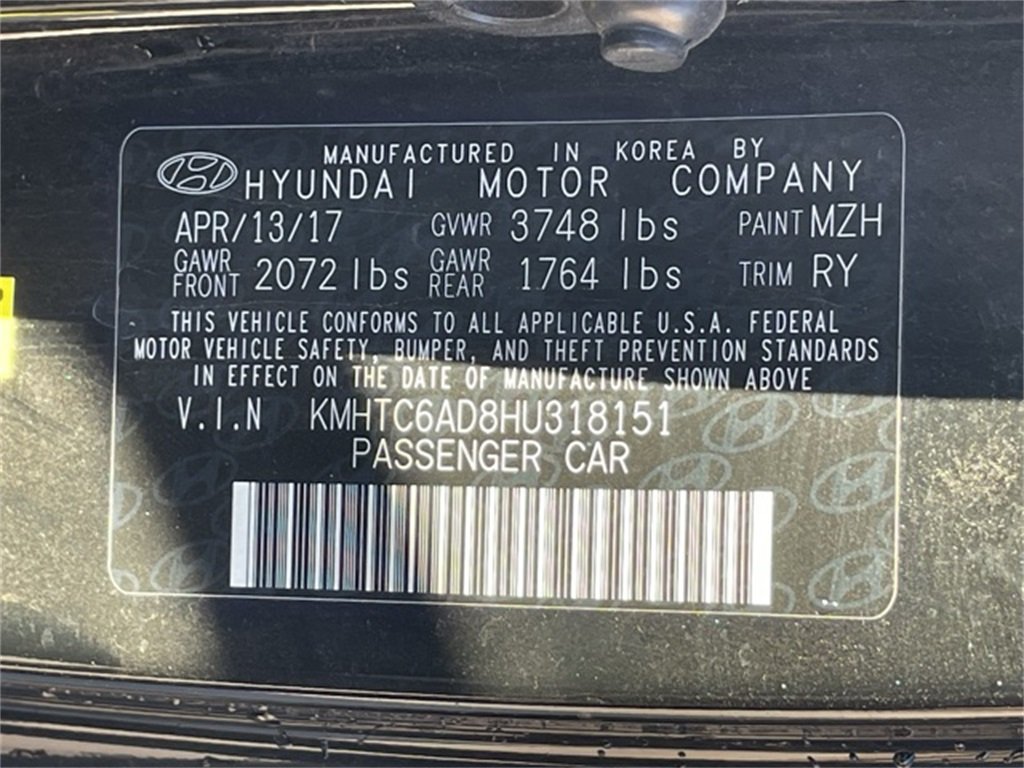 MANUFACTURED IN KOREA BY
HYUNDAI MOTOR COMPANY
APR/13/17 GVWR 3748 lbs PAINT MZH
GAWR FRONT 2072 lbs GAWR REAR 1764 lbs TRIM RY
THIS VEHICLE CONFORMS TO ALL APPLICABLE U.S.A. FEDERAL
MOTOR VEHICLE SAFETY, BUMPER, AND THEFT PREVENTION STANDARDS
IN EFFECT ON THE DATE OF MANUFACTURE SHOWN ABOVE
V.I.N KMHTC6AD8HU318151
PASSENGER CAR